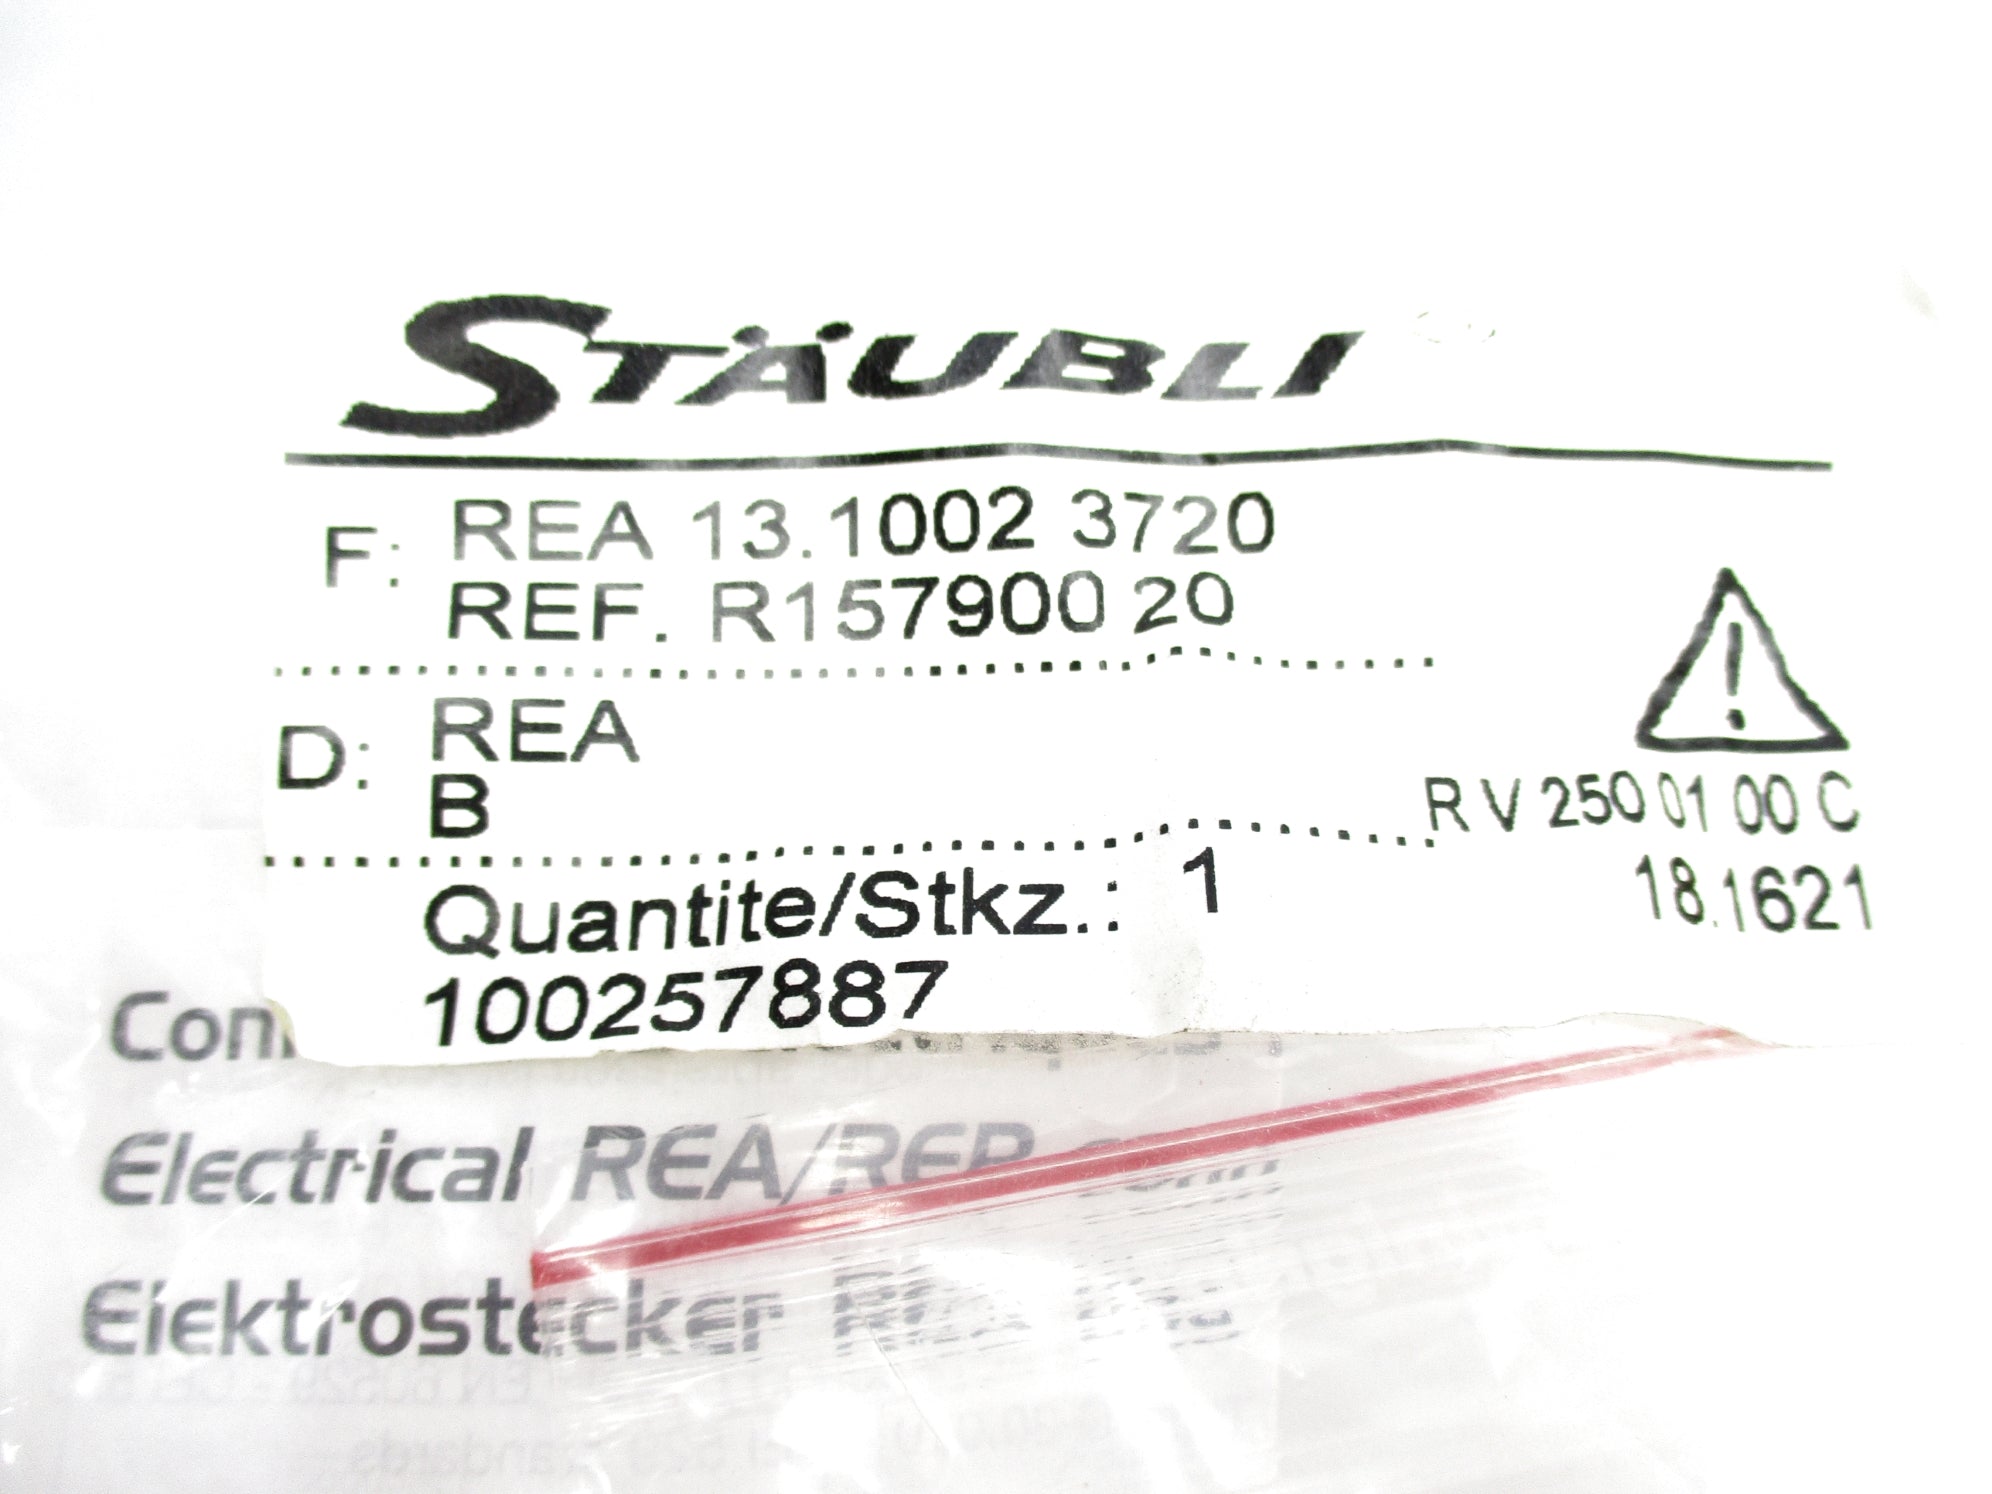 STÄUBLI
F: REA 13.1002 3720
REF. R157900 20
D: REA
B
R V 250 01 00 C
Quantite/Stkz.: 1
18.1621
100257887
Electrical REA/REP
Elektrostecker